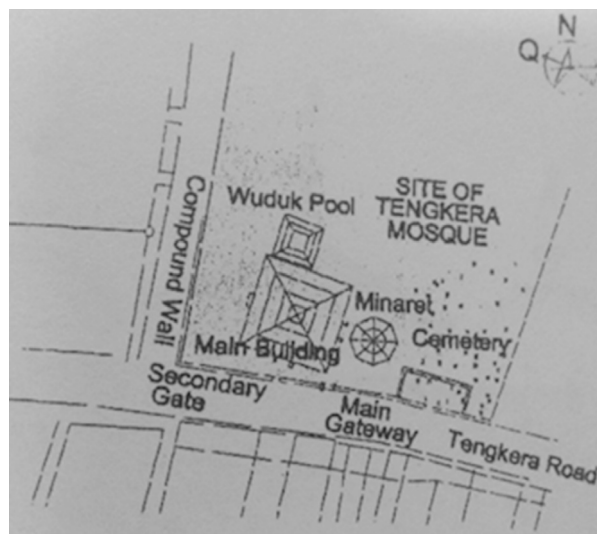 N
Q
SITE OF
TENGKERA
MOSQUE
Wuduk Pool
Compound Wall
Minaret
Cemetery
Main Building
Secondary
Gate
Main
Gateway
Tengkera Road